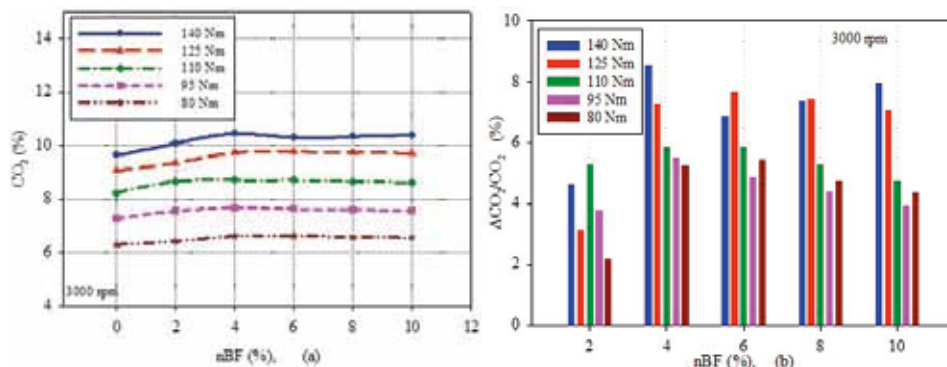 14
12
10
8
6
4
CO₂ (%)
140 Nm
125 Nm
110 Nm
95 Nm
80 Nm
3000 rpm
0 2 4 6 8 10 12
nBF (%), (a)
10
8
6
4
2
0
ΔCO₂/CO₂ (%)
3000 rpm
140 Nm
125 Nm
110 Nm
95 Nm
80 Nm
2 4 6 8 10
nBF (%), (b)